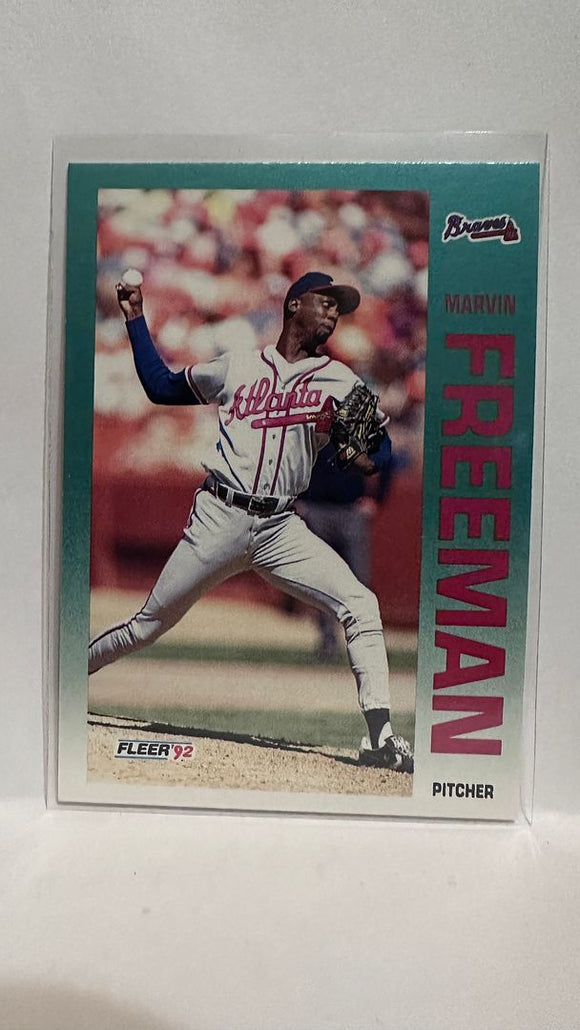 Braves
MARVIN
FREEMAN
Atlanta
FLEER '92
PITCHER